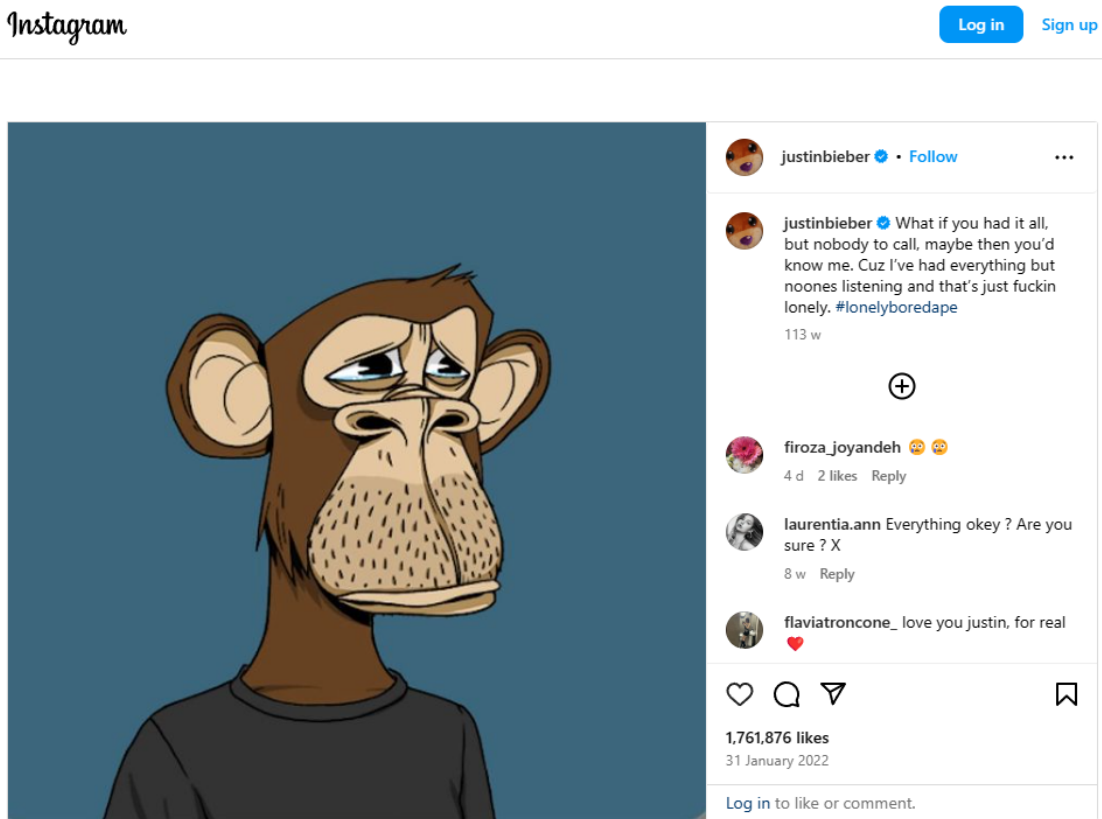 Instagram
Log in
Sign up
justinbieber • Follow
justinbieber What if you had it all,
but nobody to call, maybe then you'd
know me. Cuz I've had everything but
noones listening and that's just fuckin
lonely. #lonelyboredape
113 w
firoza_joyandeh 😳 😳
4 d 2 likes Reply
laurentia.ann Everything okey ? Are you
sure ? X
8 w Reply
flaviatroncone_ love you justin, for real
❤️
1,761,876 likes
31 January 2022
Log in to like or comment.